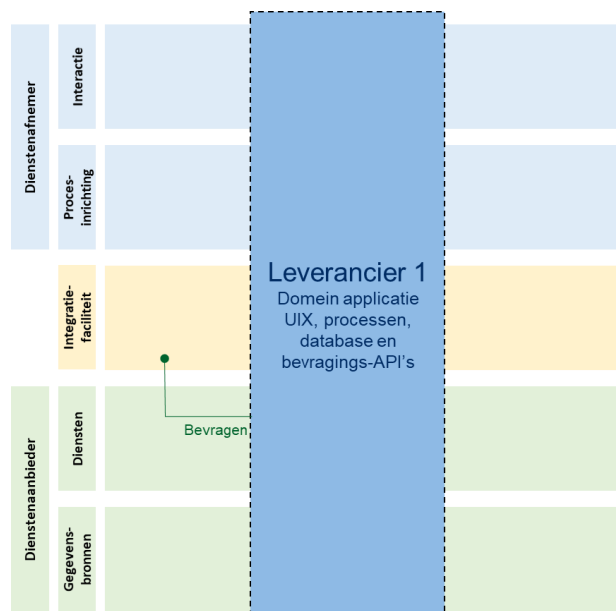 Dienstenafnemer
Interactie
Proces-
inrichting
Integratie-
faciliteit
Leverancier 1
Domein applicatie
UIX, processen,
database en
bevragings-API's
Bevragen
Dienstenaanbieder
Diensten
Gegevens-
bronnen